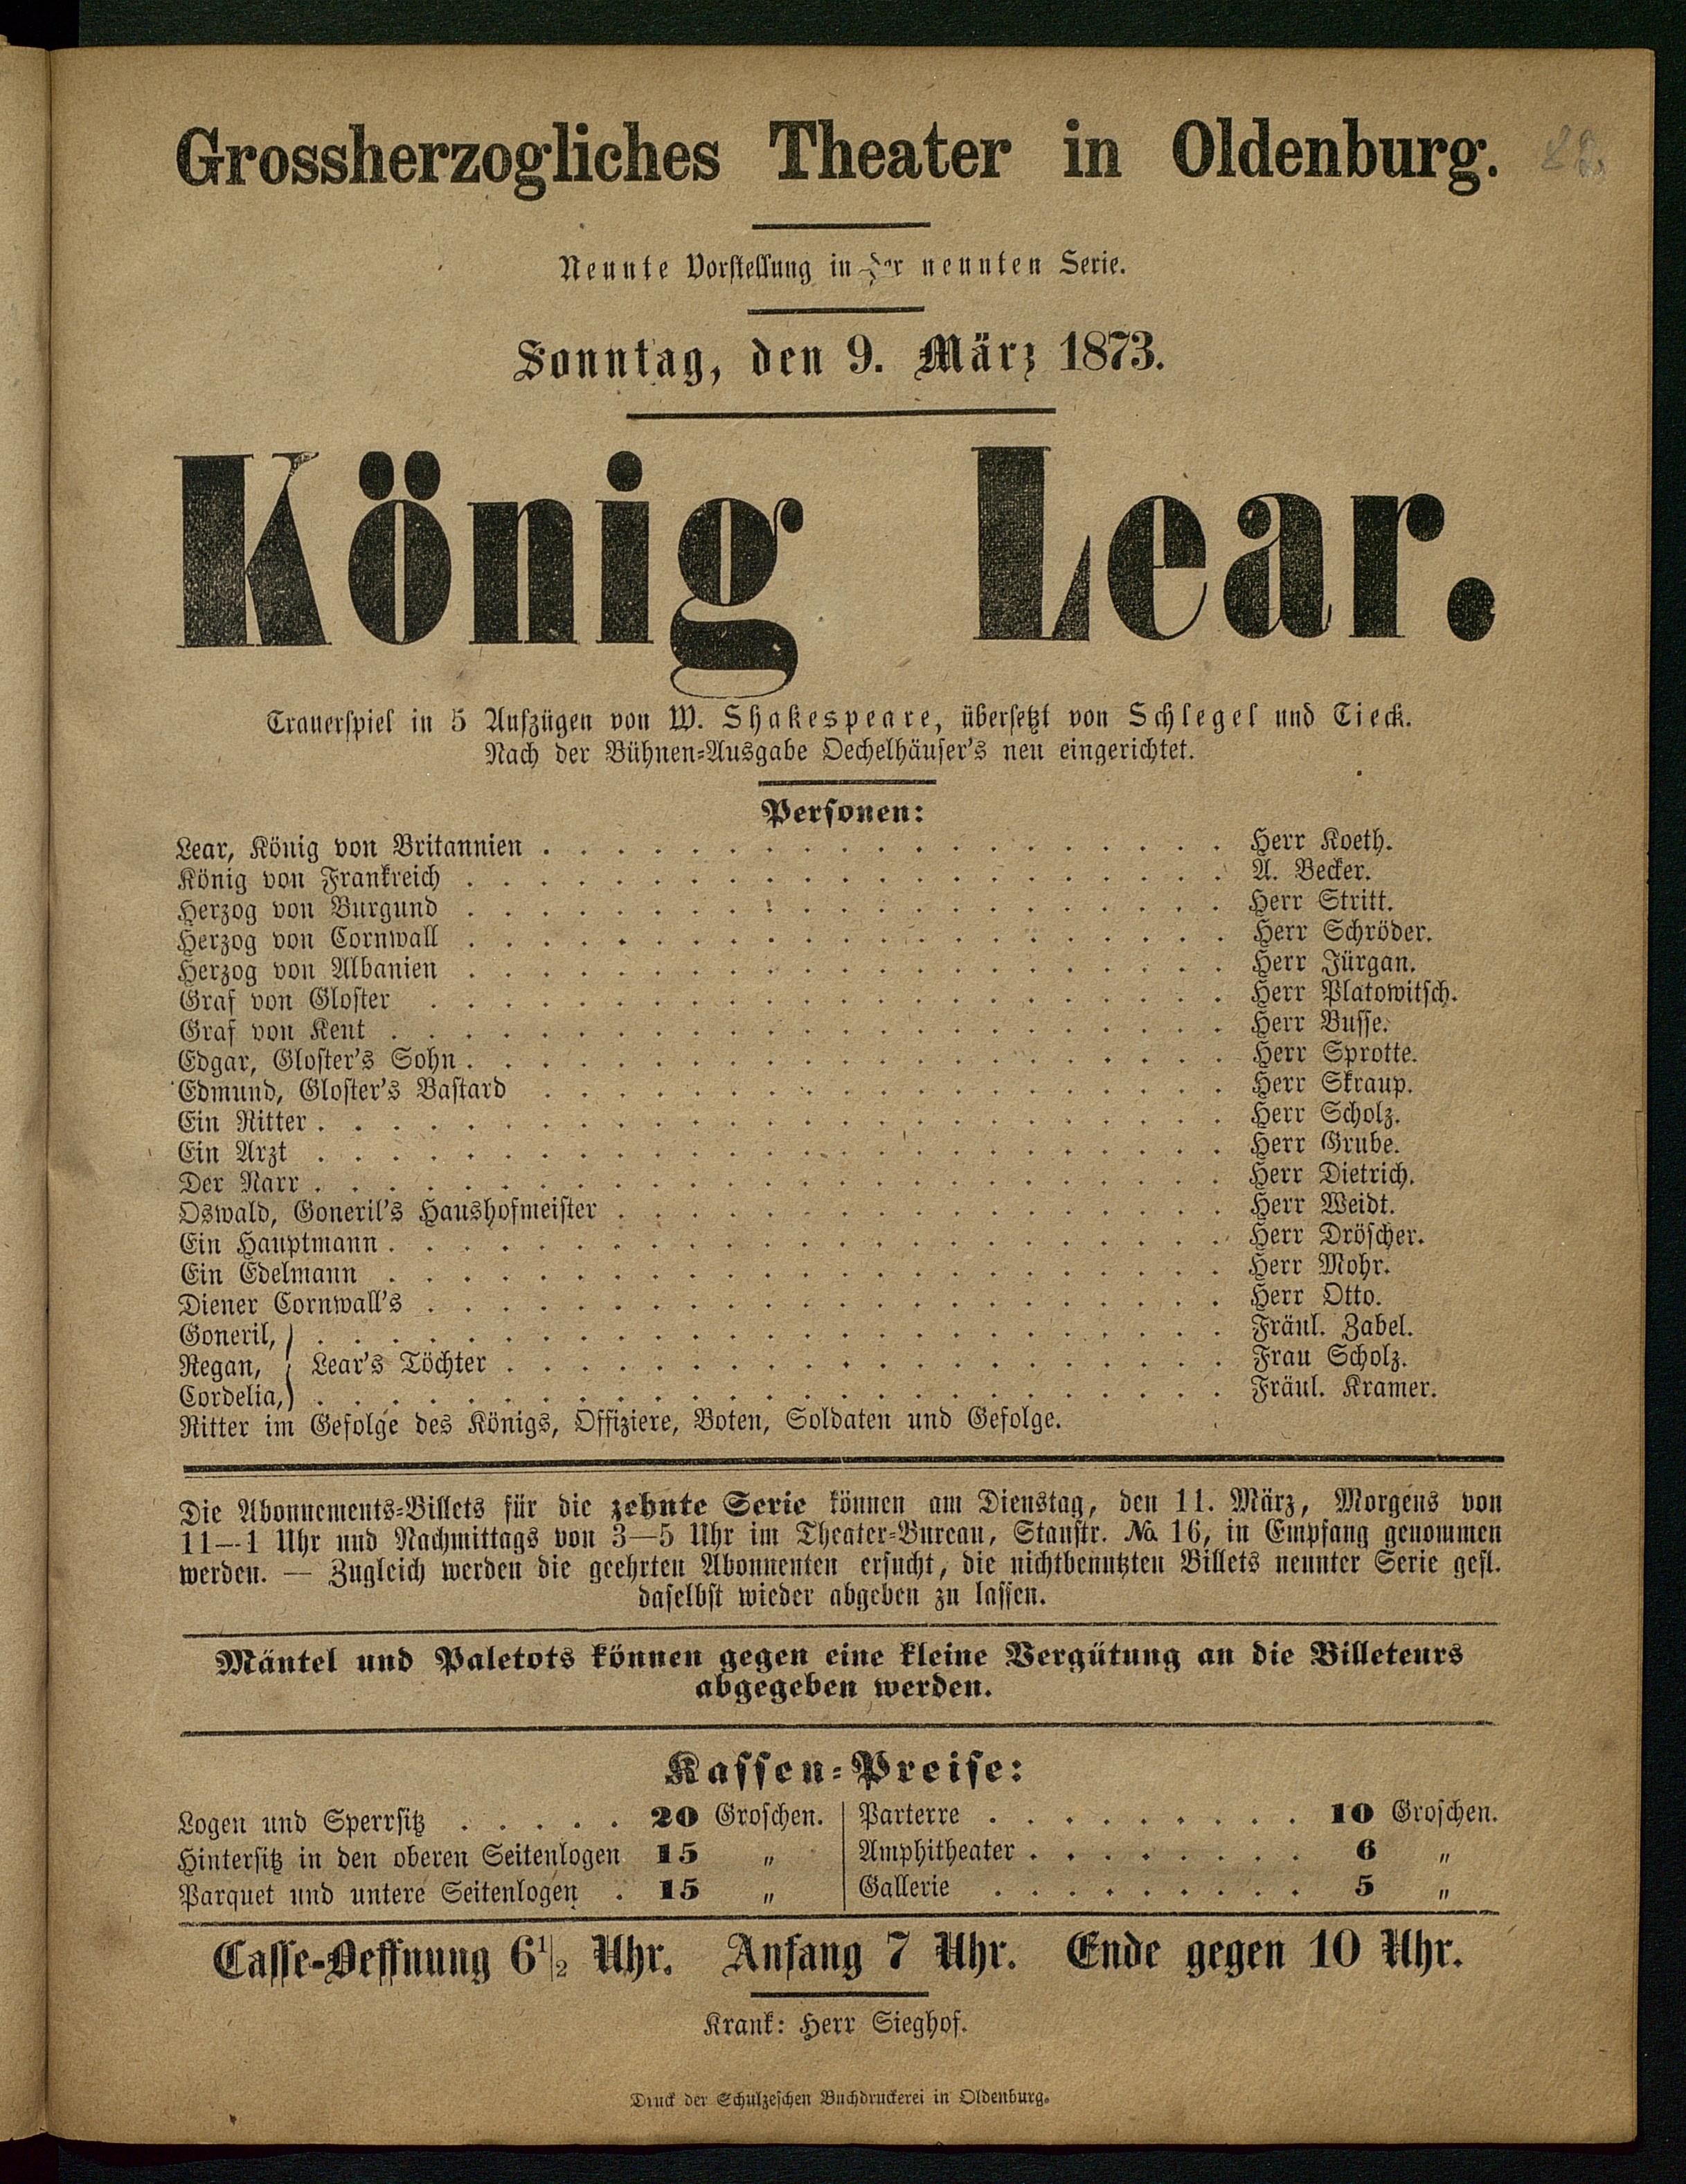 Grossherzogliches Theater in Oldenburg.
Neunte Vorstellung in der neunten Serie.
Sonntag, den 9. März 1873.
König Lear.
Trauerspiel in 5 Aufzügen von W. Shakespeare, übersetzt von Schlegel und Tieck.
Nach der Bühnen-Ausgabe Oechelhäuser's neu eingerichtet.
Personen:
Lear, König von Britannien . . . Herr Koeth.
König von Frankreich . . . A. Becker.
Herzog von Burgund . . . Herr Stritt.
Herzog von Cornwall . . . Herr Schröder.
Herzog von Albanien . . . Herr Jürgan.
Graf von Gloster . . . Herr Platowitsch.
Graf von Kent . . . Herr Busse.
Edgar, Gloster's Sohn . . . Herr Sprotte.
Edmund, Gloster's Bastard . . . Herr Skraup.
Ein Ritter . . . Herr Scholz.
Ein Arzt . . . Herr Grube.
Der Narr . . . Herr Dietrich.
Oswald, Goneril's Haushofmeister . . . Herr Weidt.
Ein Hauptmann . . . Herr Dröscher.
Ein Edelmann . . . Herr Mohr.
Diener Cornwall's . . . Herr Otto.
Goneril, . . . Fräul. Zabel.
Regan, } Lear's Töchter . . . Frau Scholz.
Cordelia, . . . Fräul. Kramer.
Ritter im Gefolge des Königs, Offiziere, Boten, Soldaten und Gefolge.
Die Abonnements-Billets für die zehnte Serie können am Dienstag, den 11. März, Morgens von
11—1 Uhr und Nachmittags von 3—5 Uhr im Theater-Bureau, Staustr. No. 16, in Empfang genommen
werden. — Zugleich werden die geehrten Abonnenten ersucht, die nichtbenutzten Billets neunter Serie gefl.
daselbst wieder abgeben zu lassen.
Mäntel und Paletots können gegen eine kleine Vergütung an die Billeteurs
abgegeben werden.
Kassen-Preise:
Logen und Sperrsitz . . . . . 20 Groschen.
Hintersitz in den oberen Seitenlogen 15 „
Parquet und untere Seitenlogen . 15 „
Parterre . . . . . . . . . 10 Groschen.
Amphitheater . . . . . . . . 6 „
Gallerie . . . . . . . . . 5 „
Casse-Oeffnung 6 1/2 Uhr. Anfang 7 Uhr. Ende gegen 10 Uhr.
Krank: Herr Sieghof.
Druck der Schulzeschen Buchdruckerei in Oldenburg.